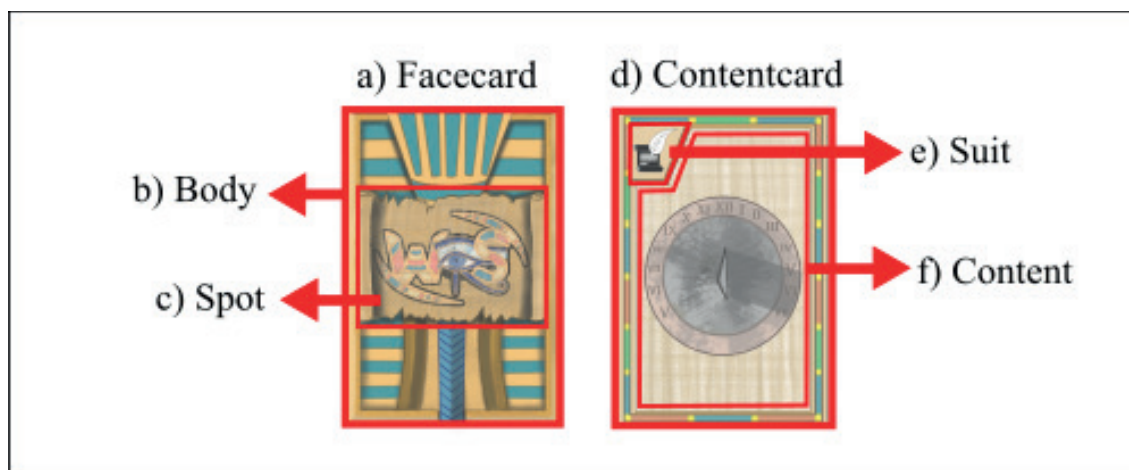 a) Facecard
d) Contentcard
b) Body
e) Suit
c) Spot
f) Content